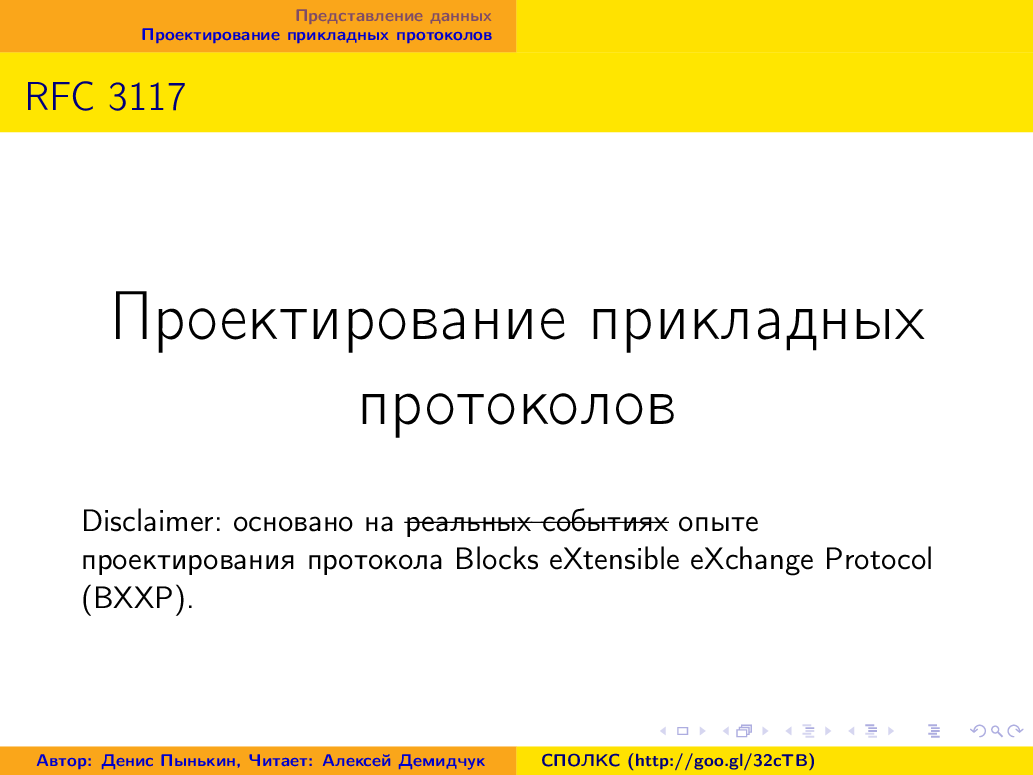 Представление данных
Проектирование прикладных протоколов
RFC 3117
Проектирование прикладных
протоколов
Disclaimer: основано на реальных событиях опыте
проектирования протокола Blocks eXtensible eXchange Protocol
(BXXP).
Автор: Денис Пынькин, Читает: Алексей Демидчук
СПОЛКС (http://goo.gl/32cTB)